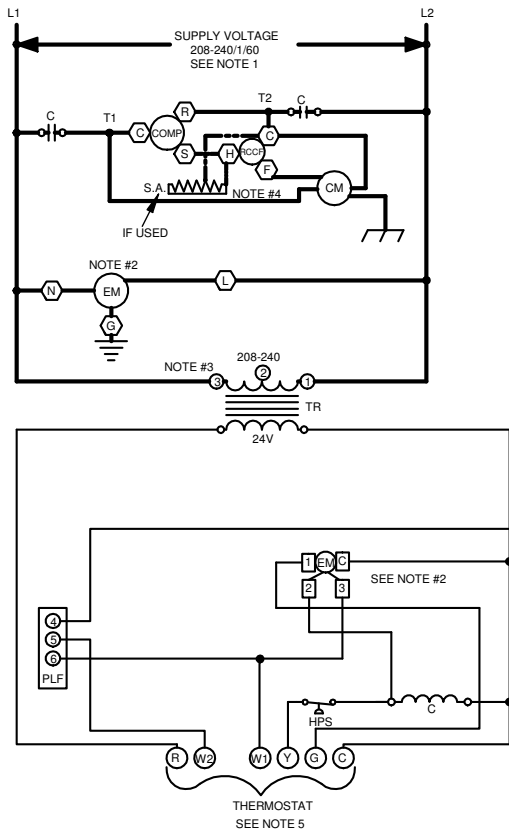 L1 L2
SUPPLY VOLTAGE
208-240/1/60
SEE NOTE 1
C T1 C COMP R S T2 C C
H RCCF F
S.A. NOTE #4 CM
IF USED
NOTE #2
N EM L
G
NOTE #3 208-240
3 2 1
TR
24V
1 EM C
SEE NOTE #2
2 3
4
5
6
PLF
HPS C
R W2 W1 Y G C
THERMOSTAT
SEE NOTE 5